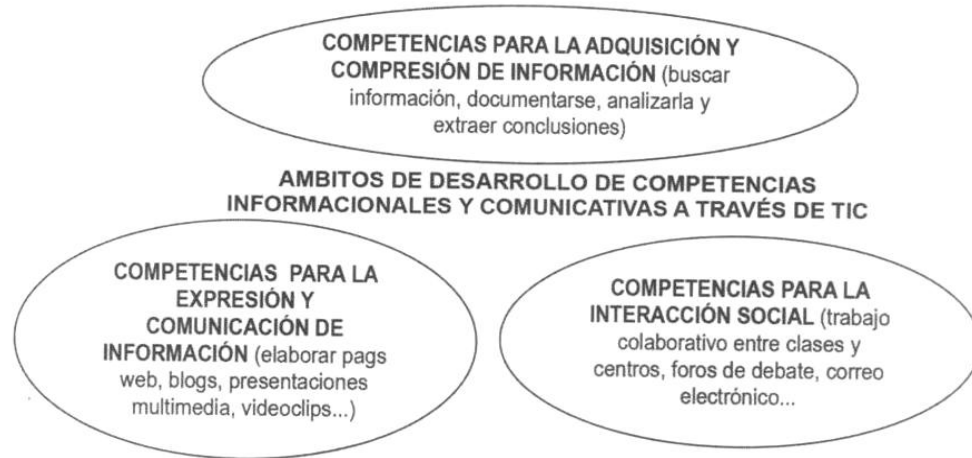 COMPETENCIAS PARA LA ADQUISICIÓN Y
COMPRESIÓN DE INFORMACIÓN (buscar
información, documentarse, analizarla y
extraer conclusiones)
AMBITOS DE DESARROLLO DE COMPETENCIAS
INFORMACIONALES Y COMUNICATIVAS A TRAVÉS DE TIC
COMPETENCIAS PARA LA
EXPRESIÓN Y
COMUNICACIÓN DE
INFORMACIÓN (elaborar pags
web, blogs, presentaciones
multimedia, videoclips...)
COMPETENCIAS PARA LA
INTERACCIÓN SOCIAL (trabajo
colaborativo entre clases y
centros, foros de debate, correo
electrónico...